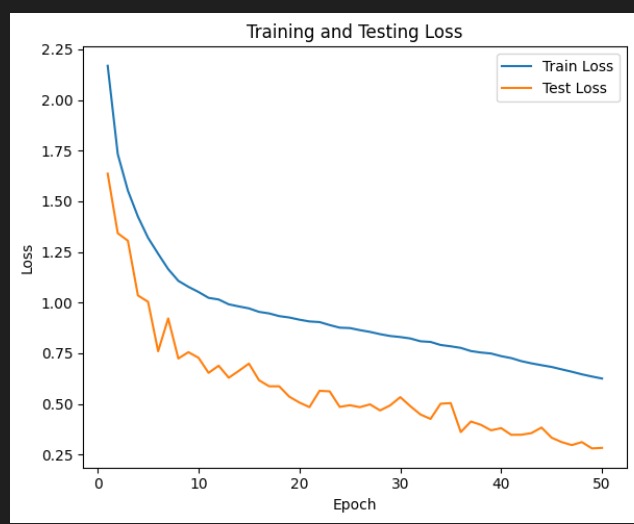 Training and Testing Loss
2.25
2.00
1.75
1.50
1.25
1.00
0.75
0.50
0.25
Loss
Train Loss
Test Loss
0 10 20 30 40 50
Epoch